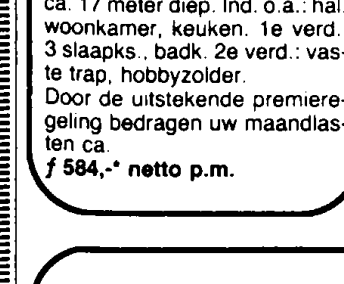 ca. 17 meter diep. Ind. o.a.: hal.
woonkamer, keuken. 1e verd.
3 slaapks., badk. 2e verd.: vas-
te trap, hobbyzolder.
Door de uitstekende premiere-
geling bedragen uw maandlas-
ten ca.
ƒ 584,-* netto p.m.